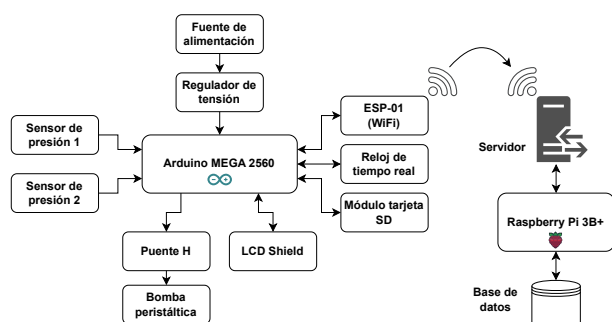 Fuente de
alimentación
Regulador de
tensión
Sensor de
presión 1
Sensor de
presión 2
Arduino MEGA 2560
ESP-01
(WiFi)
Reloj de
tiempo real
Módulo tarjeta
SD
Puente H
LCD Shield
Bomba
peristáltica
Servidor
Raspberry Pi 3B+
Base de
datos